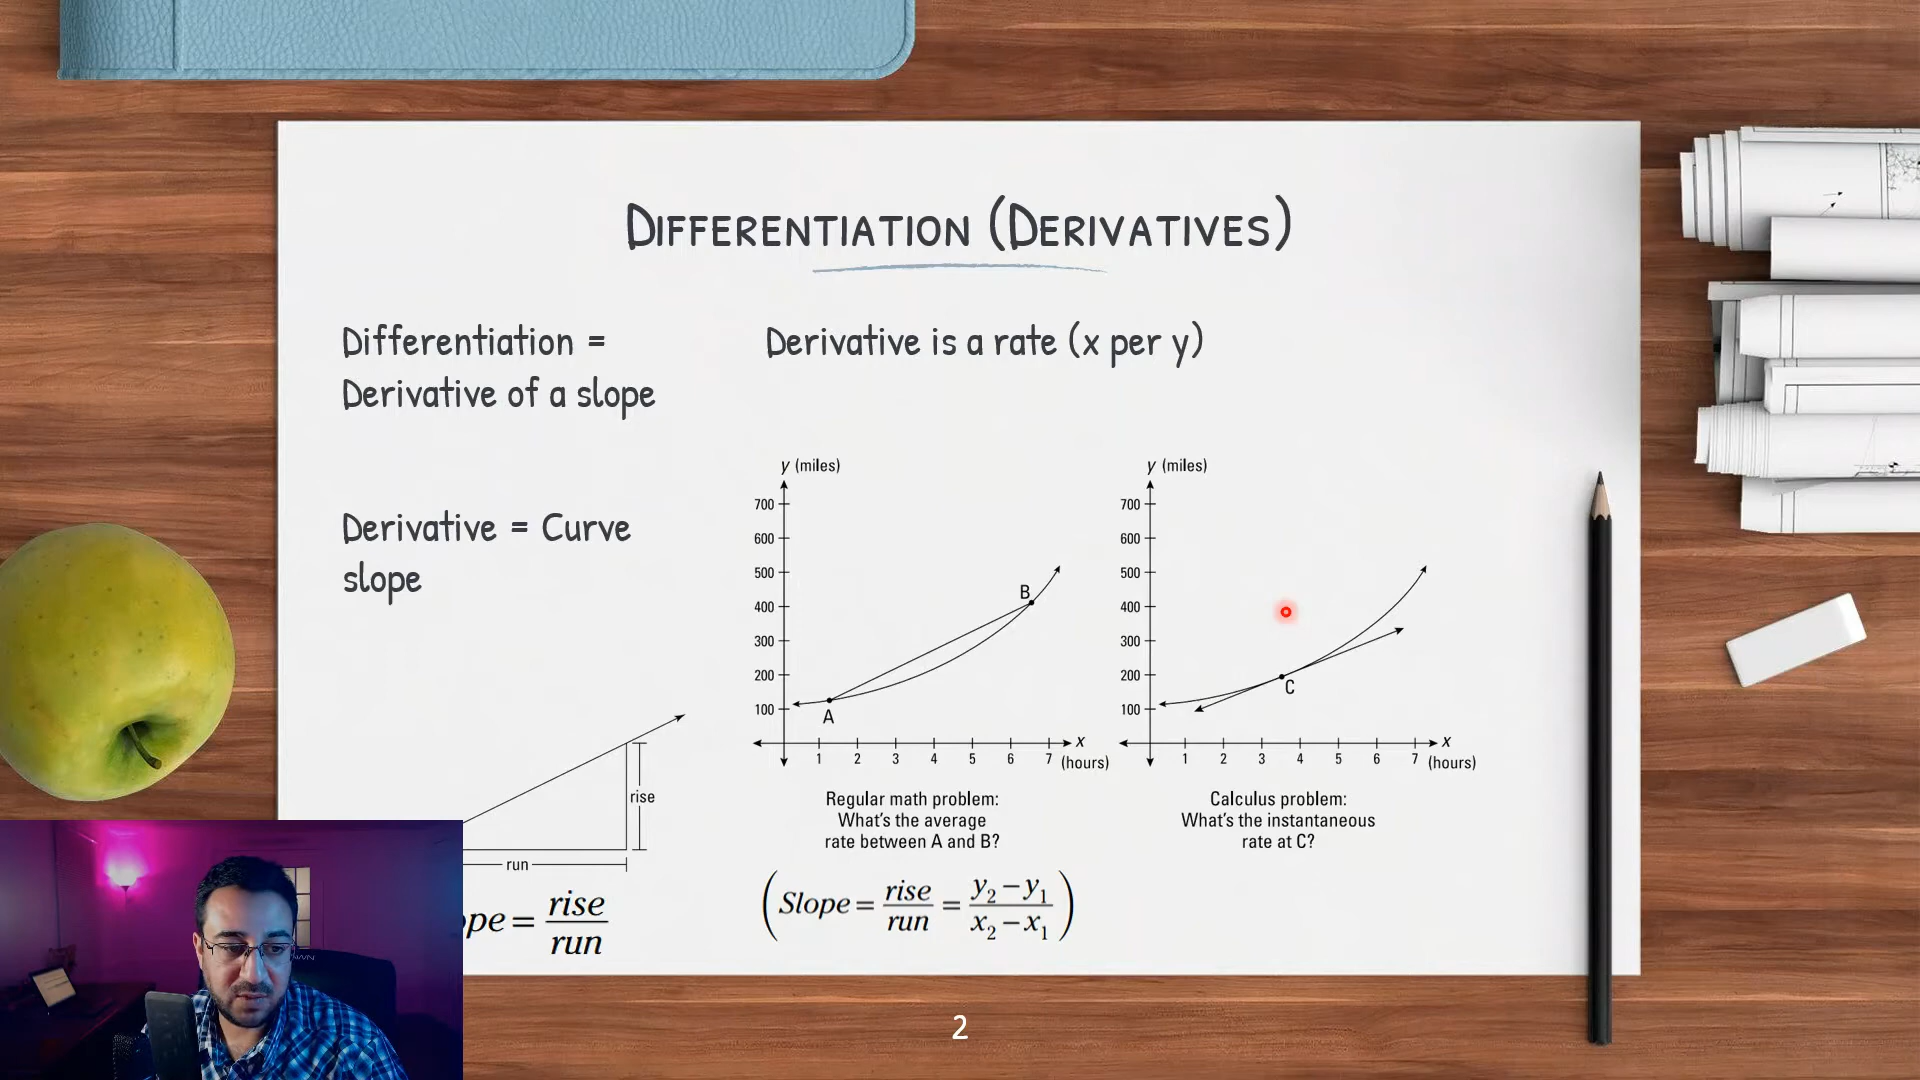 Differentiation (Derivatives)
Differentiation =
Derivative of a slope
Derivative = Curve
slope
rise
run
ope = rise/run
Derivative is a rate (x per y)
y (miles)
700
600
500
400
300
200
100
A
B
1 2 3 4 5 6 7
x
(hours)
Regular math problem:
What's the average
rate between A and B?
(Slope = rise/run = y₂ − y₁/x₂ − x₁)
y (miles)
700
600
500
400
300
200
100
C
1 2 3 4 5 6 7
x
(hours)
Calculus problem:
What's the instantaneous
rate at C?
2